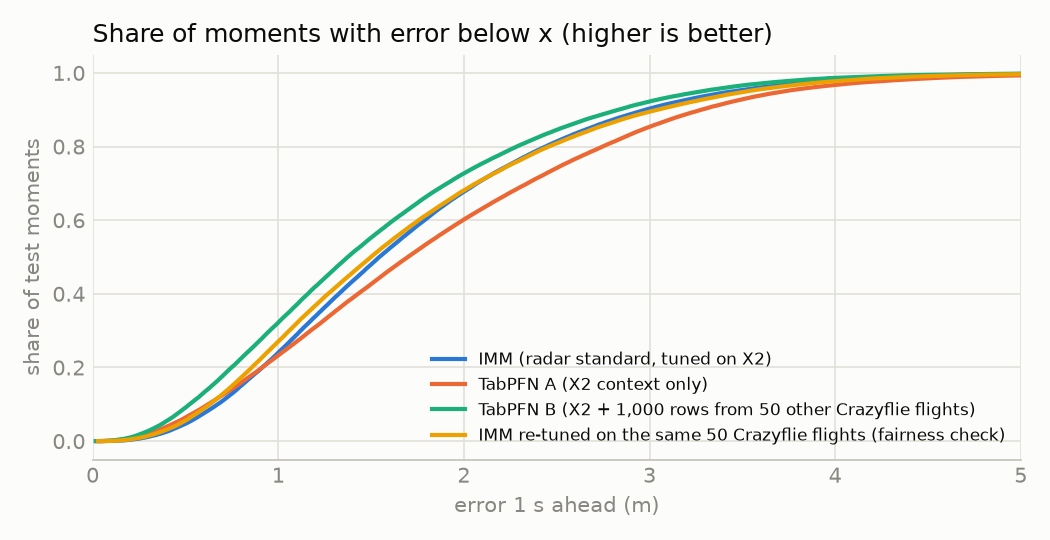 Share of moments with error below x (higher is better)
share of test moments
1.0
0.8
0.6
0.4
0.2
0.0
IMM (radar standard, tuned on X2)
TabPFN A (X2 context only)
TabPFN B (X2 + 1,000 rows from 50 other Crazyflie flights)
IMM re-tuned on the same 50 Crazyflie flights (fairness check)
0 1 2 3 4 5
error 1 s ahead (m)